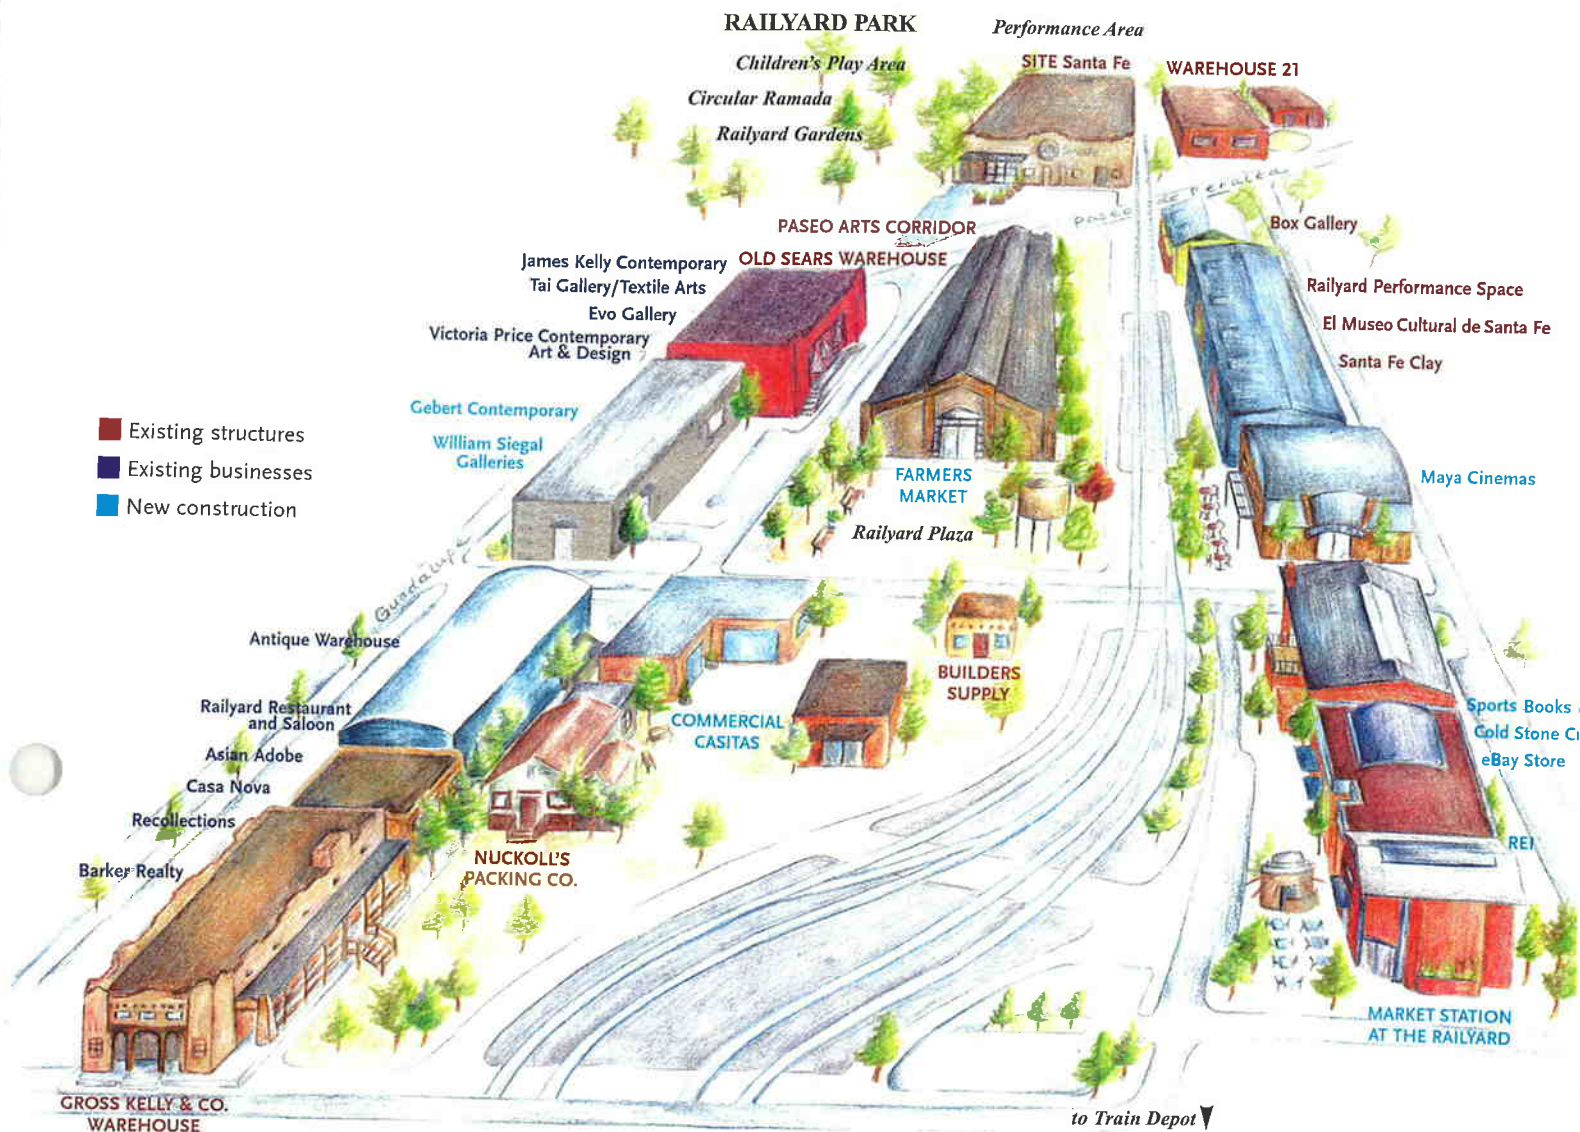 RAILYARD PARK
Performance Area
Children's Play Area
SITE Santa Fe
WAREHOUSE 21
Circular Ramada
Railyard Gardens
Paseo de Peralta
PASEO ARTS CORRIDOR
Box Gallery
OLD SEARS WAREHOUSE
James Kelly Contemporary
Tai Gallery/Textile Arts
Evo Gallery
Victoria Price Contemporary
Art & Design
Railyard Performance Space
El Museo Cultural de Santa Fe
Santa Fe Clay
Gebert Contemporary
William Siegal
Galleries
Existing structures
Existing businesses
New construction
FARMERS
MARKET
Maya Cinemas
Railyard Plaza
Guadalupe
Antique Warehouse
BUILDERS
SUPPLY
Railyard Restaurant
and Saloon
COMMERCIAL
CASITAS
Sports Books
Cold Stone
eBay Store
Asian Adobe
Casa Nova
Recollections
REI
Barker Realty
NUCKOLL'S
PACKING CO.
MARKET STATION
AT THE RAILYARD
GROSS KELLY & CO.
WAREHOUSE
to Train Depot